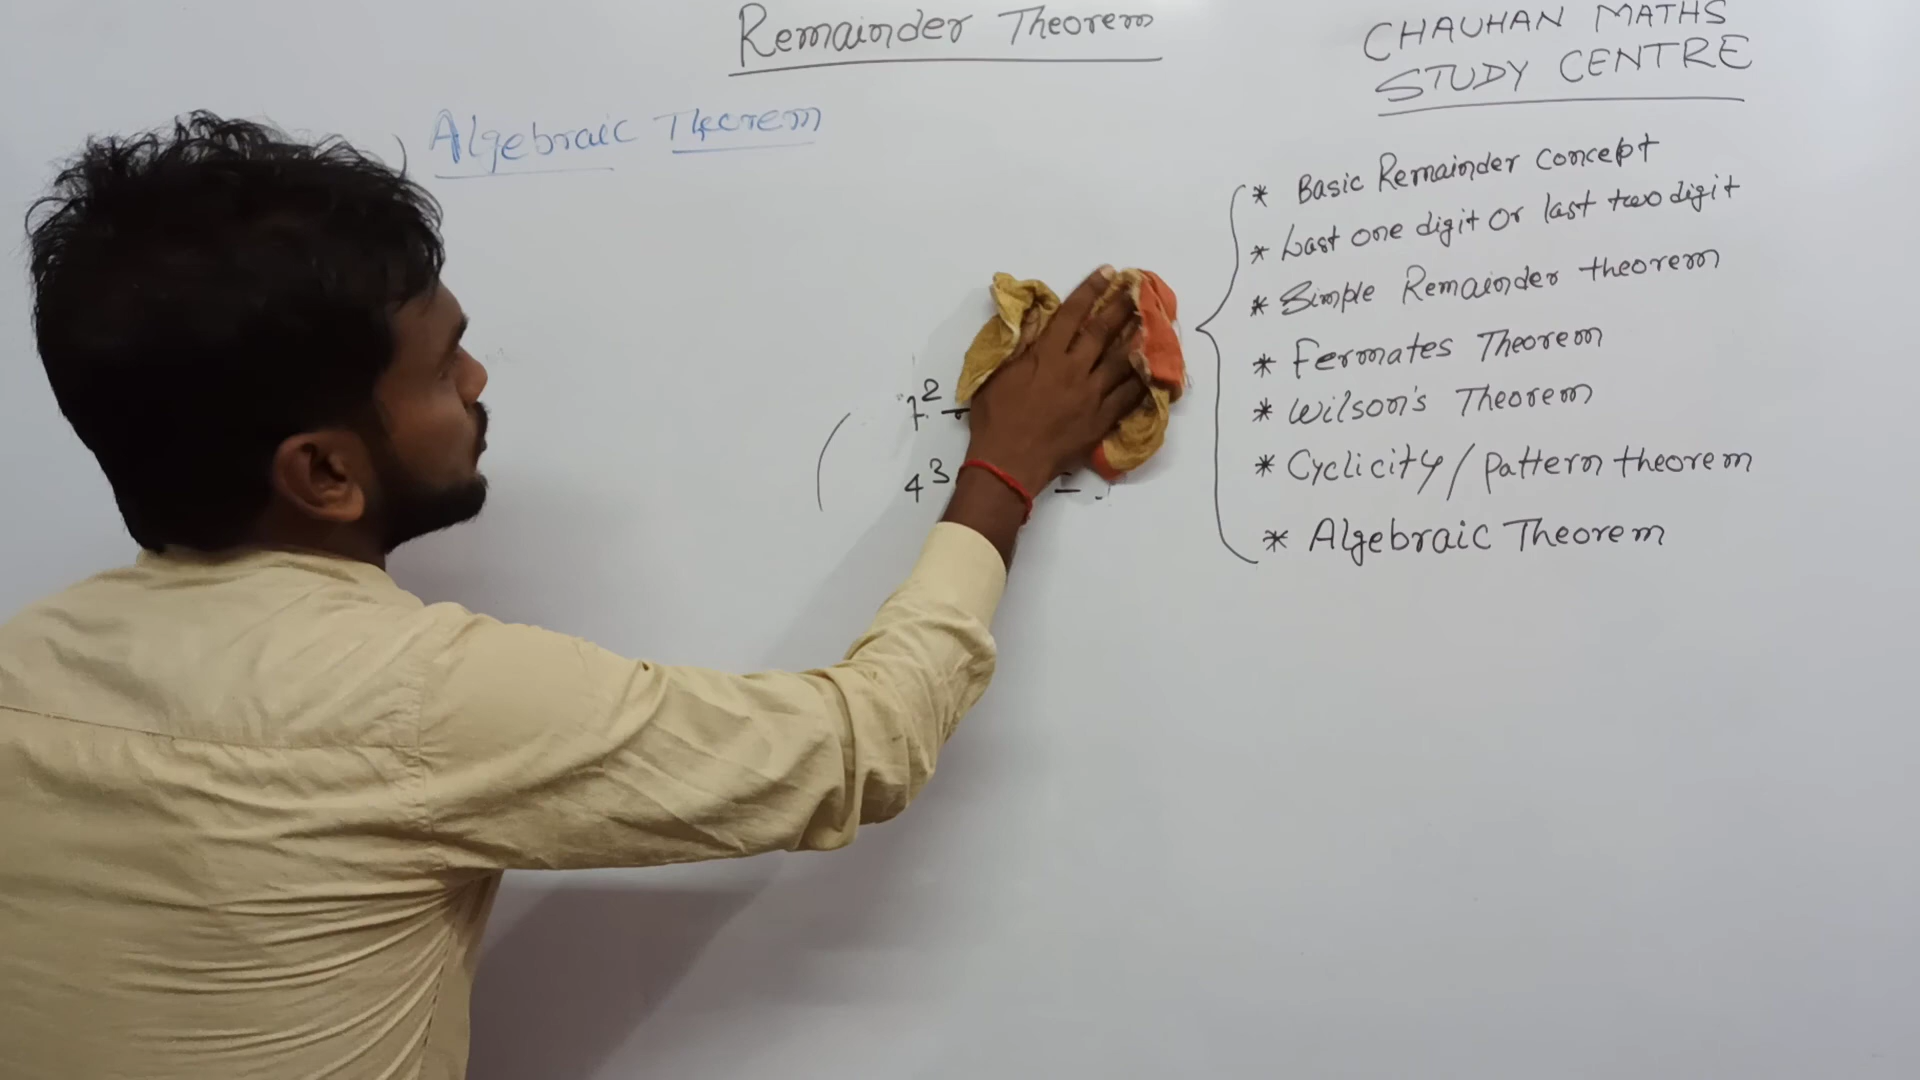 Remainder Theorem
CHAUHAN MATHS
STUDY CENTRE
) Algebraic Theorem
* Basic Remainder concept
* Last one digit or last two digit
* Simple Remainder theorem
* Fermates Theorem
* Wilson's Theorem
* Cyclicity / pattern theorem
* Algebraic Theorem
7² -
4³